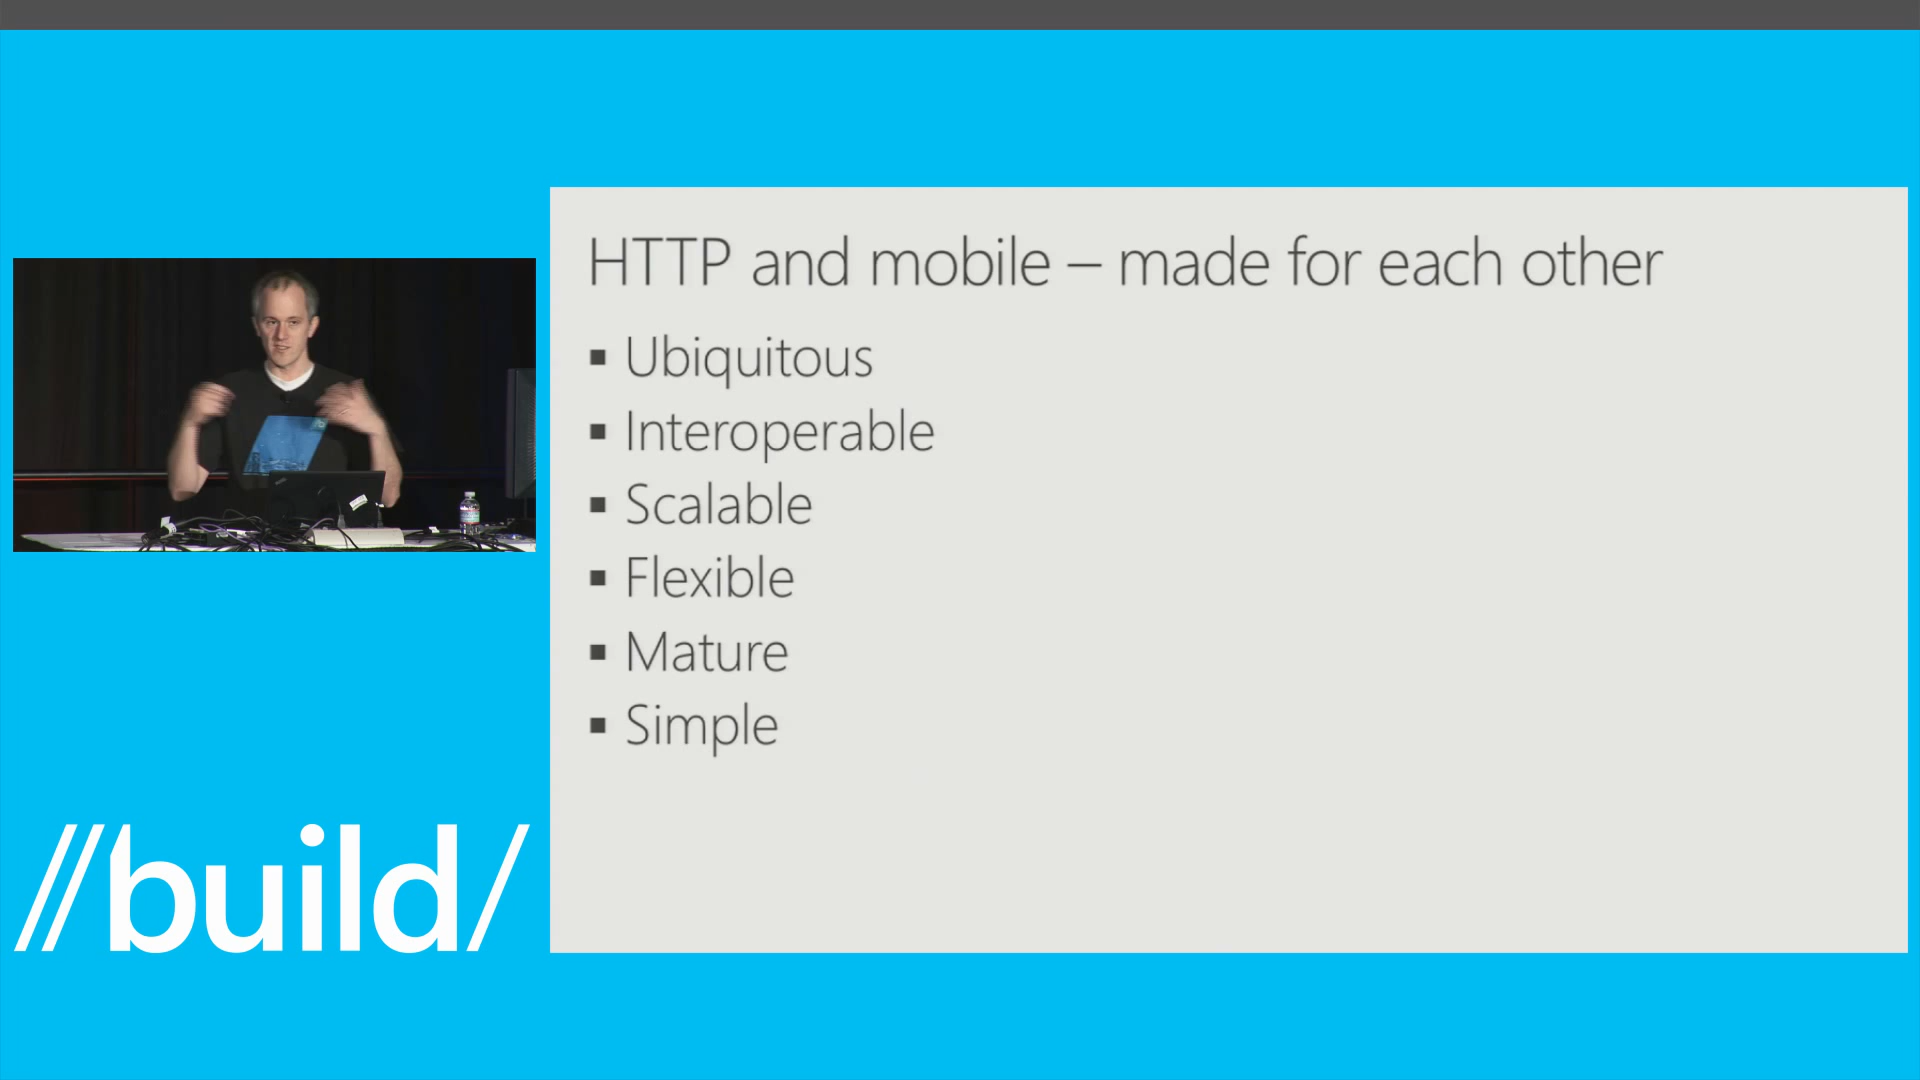 HTTP and mobile – made for each other
▪ Ubiquitous
▪ Interoperable
▪ Scalable
▪ Flexible
▪ Mature
▪ Simple
//build/